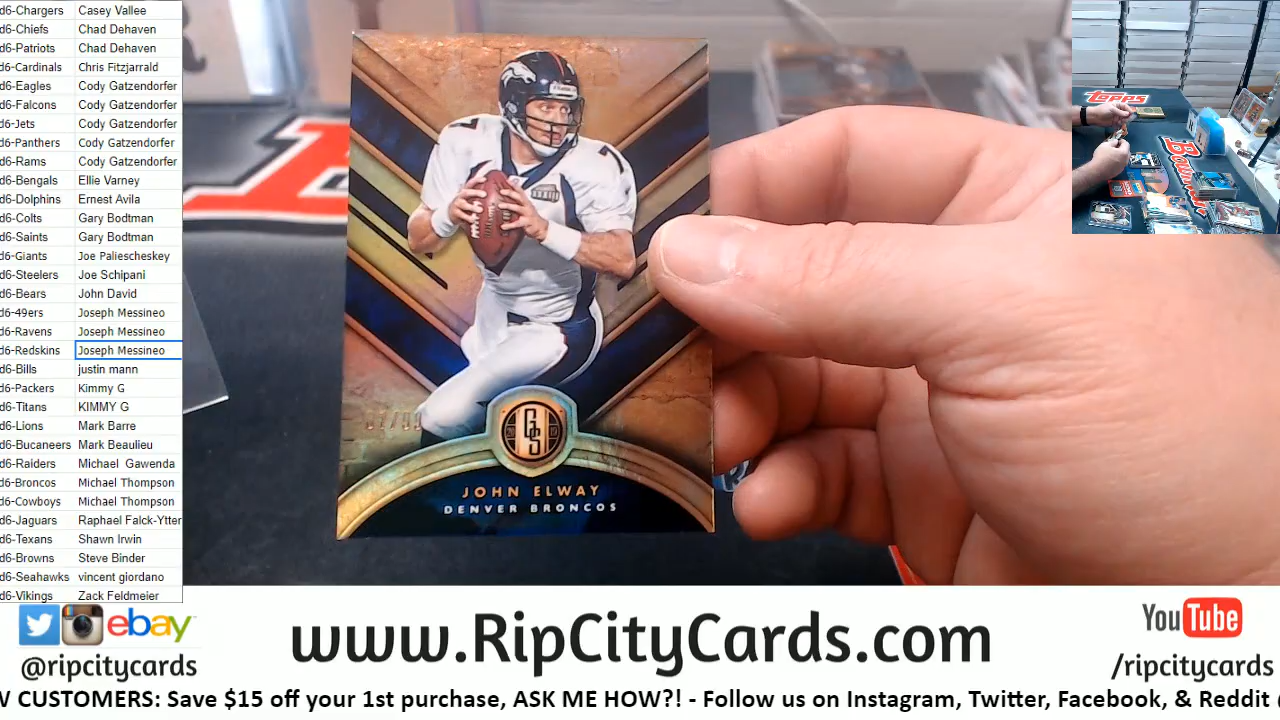 d6-Chargers Casey Vallee
d6-Chiefs Chad Dehaven
d6-Patriots Chad Dehaven
d6-Cardinals Chris Fitzjarrald
d6-Eagles Cody Gatzendorfer
d6-Falcons Cody Gatzendorfer
d6-Jets Cody Gatzendorfer
d6-Panthers Cody Gatzendorfer
d6-Rams Cody Gatzendorfer
d6-Bengals Ellie Varney
d6-Dolphins Ernest Avila
d6-Colts Gary Bodtman
d6-Saints Gary Bodtman
d6-Giants Joe Paliescheskey
d6-Steelers Joe Schipani
d6-Bears John David
d6-49ers Joseph Messineo
d6-Ravens Joseph Messineo
d6-Redskins Joseph Messineo
d6-Bills justin mann
d6-Packers Kimmy G
d6-Titans KIMMY G
d6-Lions Mark Barre
d6-Bucaneers Mark Beaulieu
d6-Raiders Michael Gawenda
d6-Broncos Michael Thompson
d6-Cowboys Michael Thompson
d6-Jaguars Raphael Falck-Ytter
d6-Texans Shawn Irwin
d6-Browns Steve Binder
d6-Seahawks vincent giordano
d6-Vikings Zack Feldmeier
7 7
GS
JOHN ELWAY
DENVER BRONCOS
Topps
Bowman
ebay
@ripcitycards
www.RipCityCards.com
YouTube
/ripcitycards
W CUSTOMERS: Save $15 off your 1st purchase, ASK ME HOW?! - Follow us on Instagram, Twitter, Facebook, & Reddit